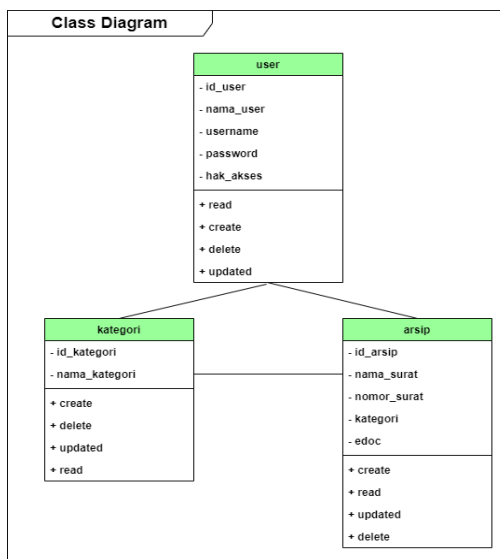 Class Diagram
user
- id_user
- nama_user
- username
- password
- hak_akses
+ read
+ create
+ delete
+ updated
kategori
- id_kategori
- nama_kategori
+ create
+ delete
+ updated
+ read
arsip
- id_arsip
- nama_surat
- nomor_surat
- kategori
- edoc
+ create
+ read
+ updated
+ delete